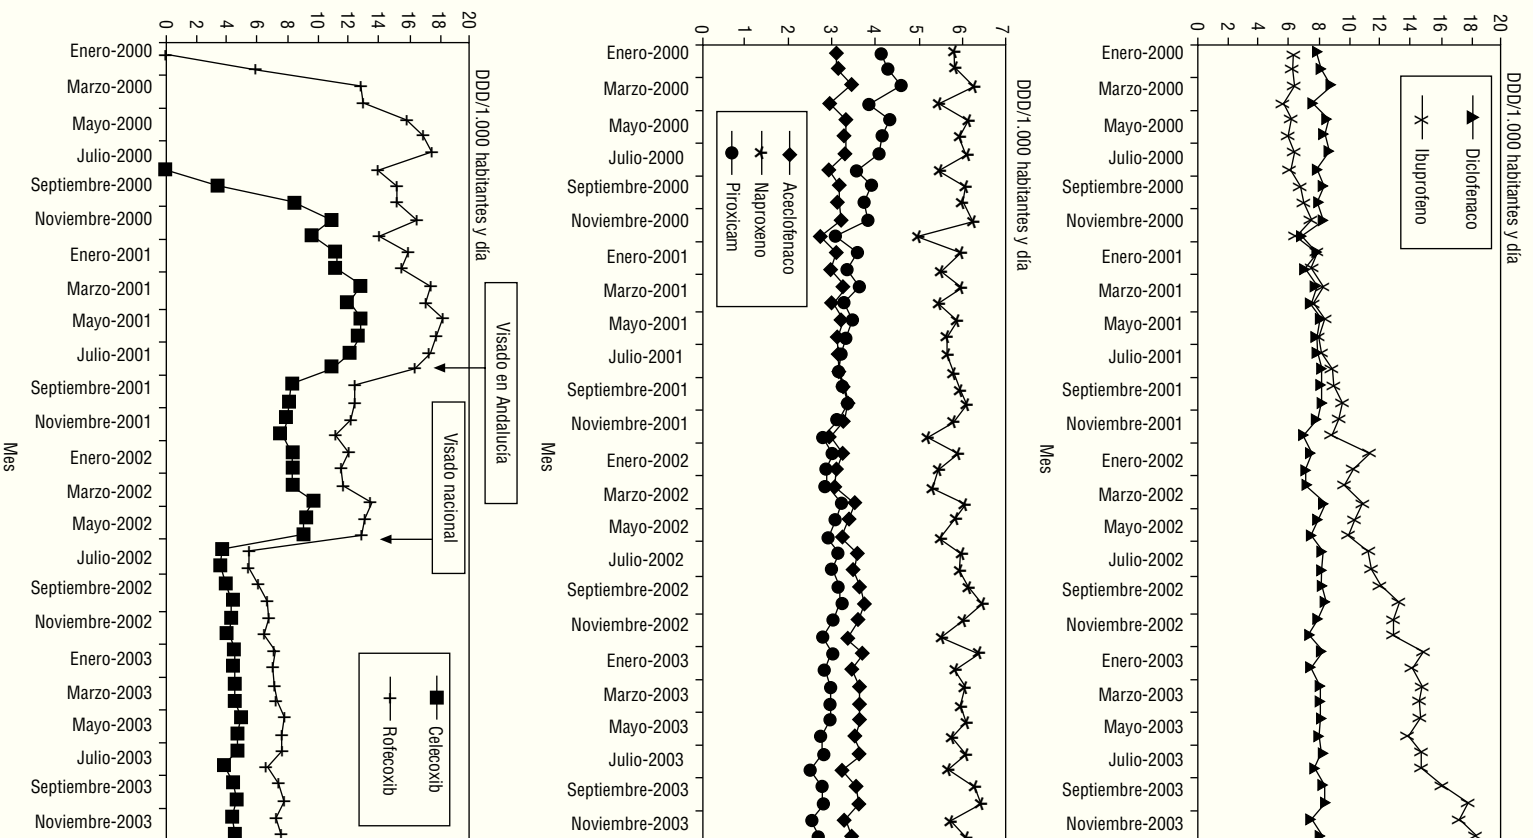 DDD/1.000 habitantes y día
0
2
4
6
8
10
12
14
16
18
20
Enero-2000
Marzo-2000
Mayo-2000
Julio-2000
Septiembre-2000
Noviembre-2000
Enero-2001
Marzo-2001
Mayo-2001
Julio-2001
Septiembre-2001
Noviembre-2001
Enero-2002
Marzo-2002
Mayo-2002
Julio-2002
Septiembre-2002
Noviembre-2002
Enero-2003
Marzo-2003
Mayo-2003
Julio-2003
Septiembre-2003
Noviembre-2003
Mes
Visado en Andalucía
Visado nacional
Celecoxib
Rofecoxib
DDD/1.000 habitantes y día
0
1
2
3
4
5
6
7
Enero-2000
Marzo-2000
Mayo-2000
Julio-2000
Septiembre-2000
Noviembre-2000
Enero-2001
Marzo-2001
Mayo-2001
Julio-2001
Septiembre-2001
Noviembre-2001
Enero-2002
Marzo-2002
Mayo-2002
Julio-2002
Septiembre-2002
Noviembre-2002
Enero-2003
Marzo-2003
Mayo-2003
Julio-2003
Septiembre-2003
Noviembre-2003
Mes
Aceclofenaco
Naproxeno
Piroxicam
DDD/1.000 habitantes y día
0
2
4
6
8
10
12
14
16
18
20
Enero-2000
Marzo-2000
Mayo-2000
Julio-2000
Septiembre-2000
Noviembre-2000
Enero-2001
Marzo-2001
Mayo-2001
Julio-2001
Septiembre-2001
Noviembre-2001
Enero-2002
Marzo-2002
Mayo-2002
Julio-2002
Septiembre-2002
Noviembre-2002
Enero-2003
Marzo-2003
Mayo-2003
Julio-2003
Septiembre-2003
Noviembre-2003
Mes
Diclofenaco
Ibuprofeno